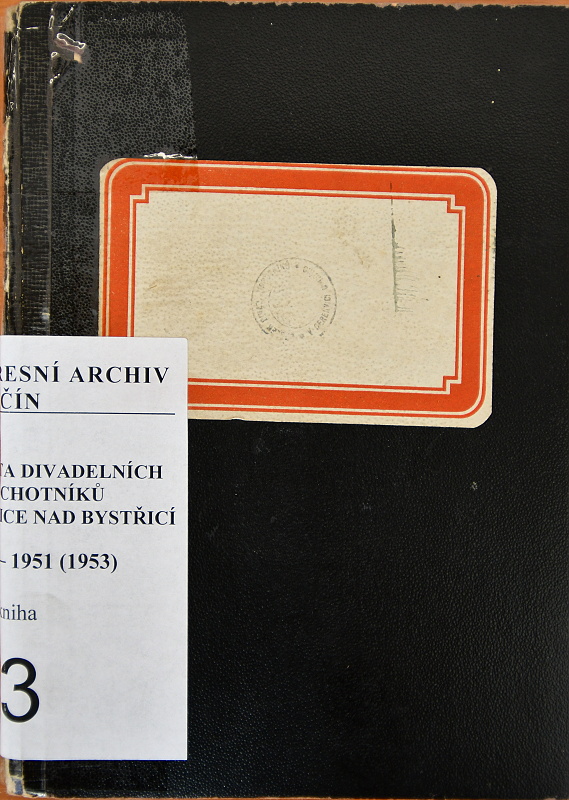 RESNÍ ARCHIV
ČÍN
TA DIVADELNÍCH
CHOTNÍKŮ
ICE NAD BYSTŘICÍ
- 1951 (1953)
kniha
3